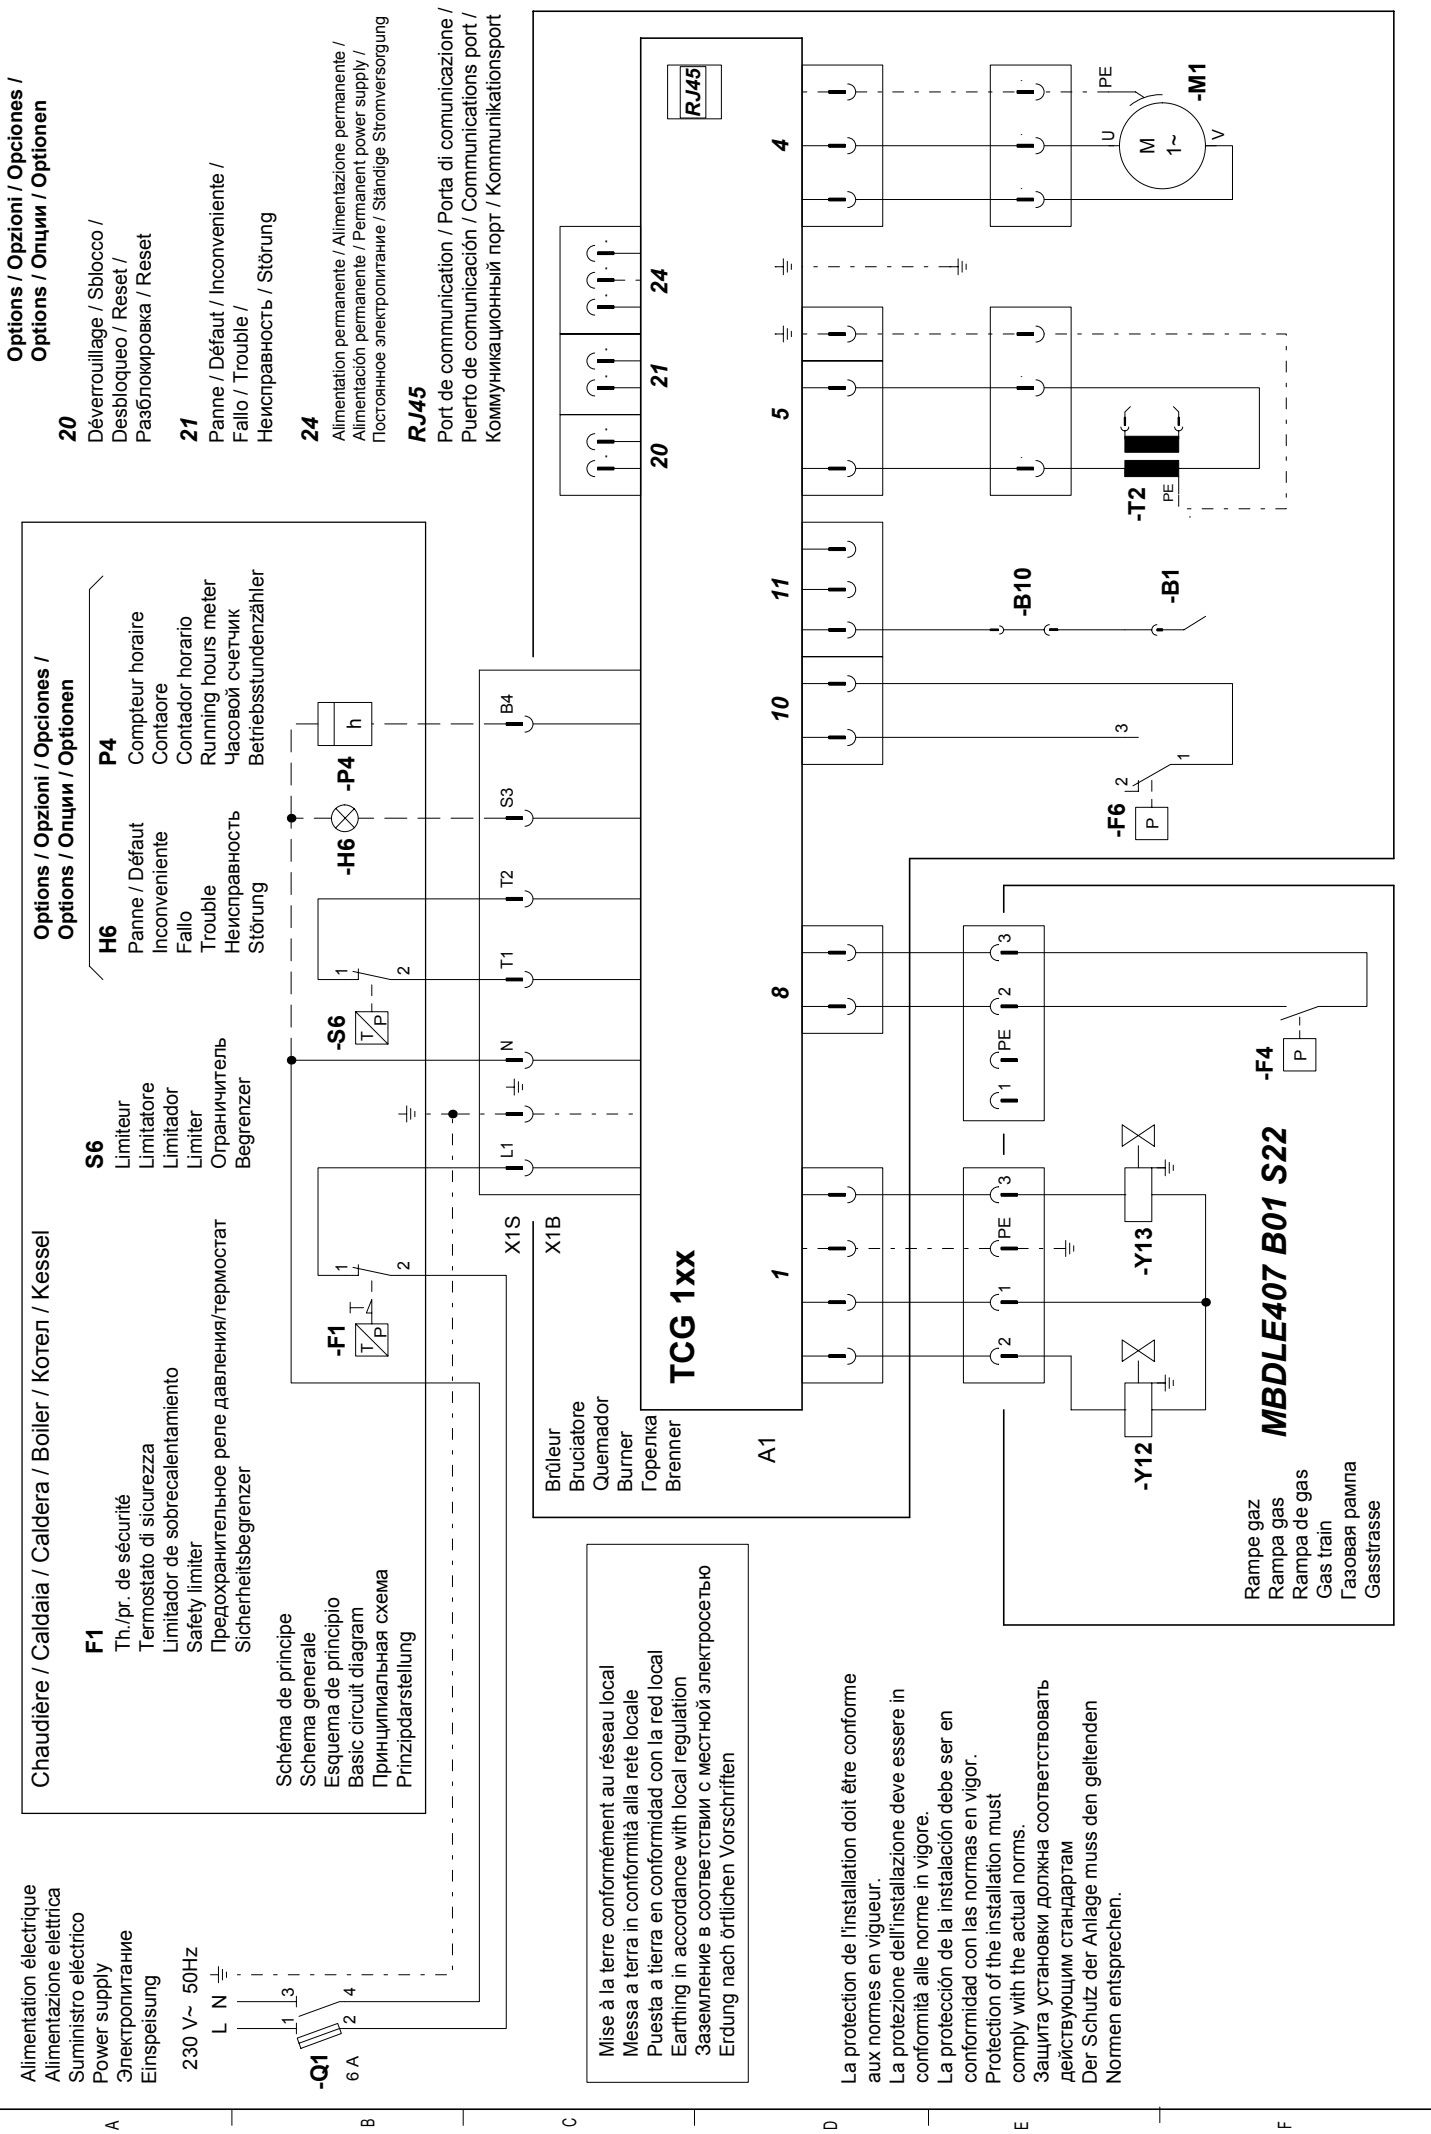 Alimentation électrique
Alimentazione elettrica
Suministro eléctrico
Power supply
Электропитание
Einspeisung
230 V~ 50Hz
L N
1 3
2 4
-Q1
6 A
Chaudière / Caldaia / Caldera / Boiler / Котел / Kessel
F1
Th./pr. de sécurité
Termostato di sicurezza
Limitador de sobrecalentamiento
Safety limiter
Предохранительное реле давления/термостат
Sicherheitsbegrenzer
S6
Limiteur
Limitatore
Limitador
Limiter
Ограничитель
Begrenzer
Options / Opzioni / Opciones /
Options / Опции / Optionen
H6
Panne / Défaut
Inconveniente
Fallo
Trouble
Неисправность
Störung
P4
Compteur horaire
Contaore
Contador horario
Running hours meter
Часовой счетчик
Betriebsstundenzähler
Schéma de principe
Schema generale
Esquema de principio
Basic circuit diagram
Принципиальная схема
Prinzipdarstellung
-F1
T
P
1
2
-S6
T
P
1
2
-H6
-P4
h
Options / Opzioni / Opciones /
Options / Опции / Optionen
20
Déverrouillage / Sblocco /
Desbloqueo / Reset /
Разблокировка / Reset
21
Panne / Défaut / Inconveniente /
Fallo / Trouble /
Неисправность / Störung
24
Alimentation permanente / Alimentazione permanente /
Alimentación permanente / Permanent power supply /
Постоянное электропитание / Ständige Stromversorgung
RJ45
Port de communication / Porta di comunicazione /
Puerto de comunicación / Communications port /
Коммуникационный порт / Kommunikationsport
X1S
X1B
L1
N
T1
T2
S3
B4
20
21
24
RJ45
Brûleur
Bruciatore
Quemador
Burner
Горелка
Brenner
TCG 1xx
A1
1
8
10
11
5
4
Mise à la terre conformément au réseau local
Messa a terra in conformità alla rete locale
Puesta a tierra en conformidad con la red local
Earthing in accordance with local regulation
Заземление в соответствии с местной электросетью
Erdung nach örtlichen Vorschriften
La protection de l'installation doit être conforme
aux normes en vigueur.
La protezione dell'installazione deve essere in
conformità alle norme in vigore.
La protección de la instalación debe ser en
conformidad con las normas en vigor.
Protection of the installation must
comply with the actual norms.
Защита установки должна соответствовать
действующим стандартам
Der Schutz der Anlage muss den geltenden
Normen entsprechen.
2 1 PE 3
1 PE 2 3
-Y12
-Y13
-F4
P
MBDLE407 B01 S22
Rampe gaz
Rampa gas
Rampa de gas
Gas train
Газовая рампа
Gasstrasse
-F6
P
2
3
1
-B10
-B1
-T2
PE
U
PE
M
1~
V
-M1
A
B
C
D
E
F